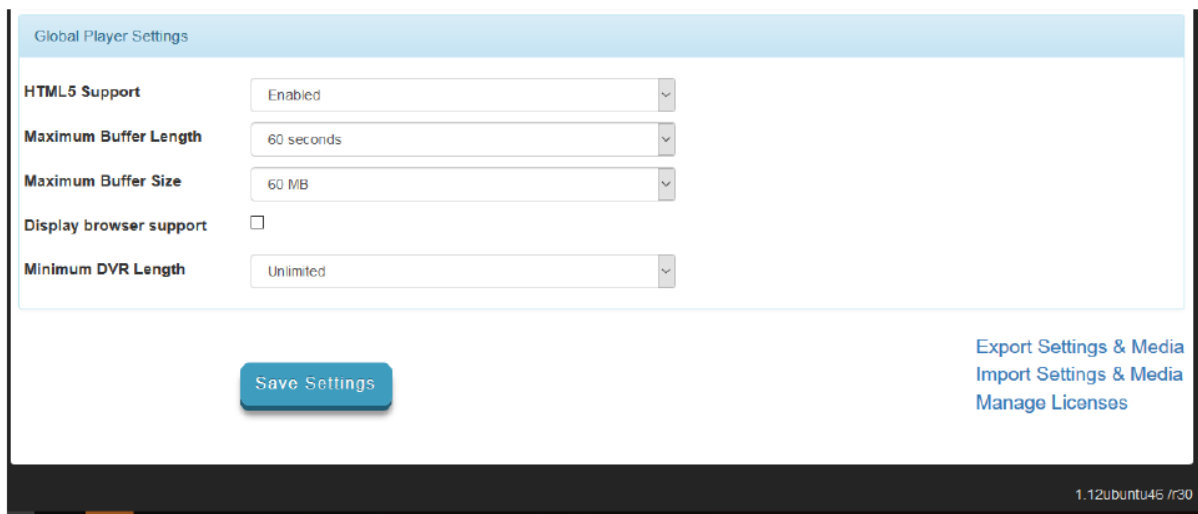 Global Player Settings
HTML5 Support
Enabled
Maximum Buffer Length
60 seconds
Maximum Buffer Size
60 MB
Display browser support
Minimum DVR Length
Unlimited
Export Settings & Media
Save Settings
Import Settings & Media
Manage Licenses
1.12ubuntu46 /r30